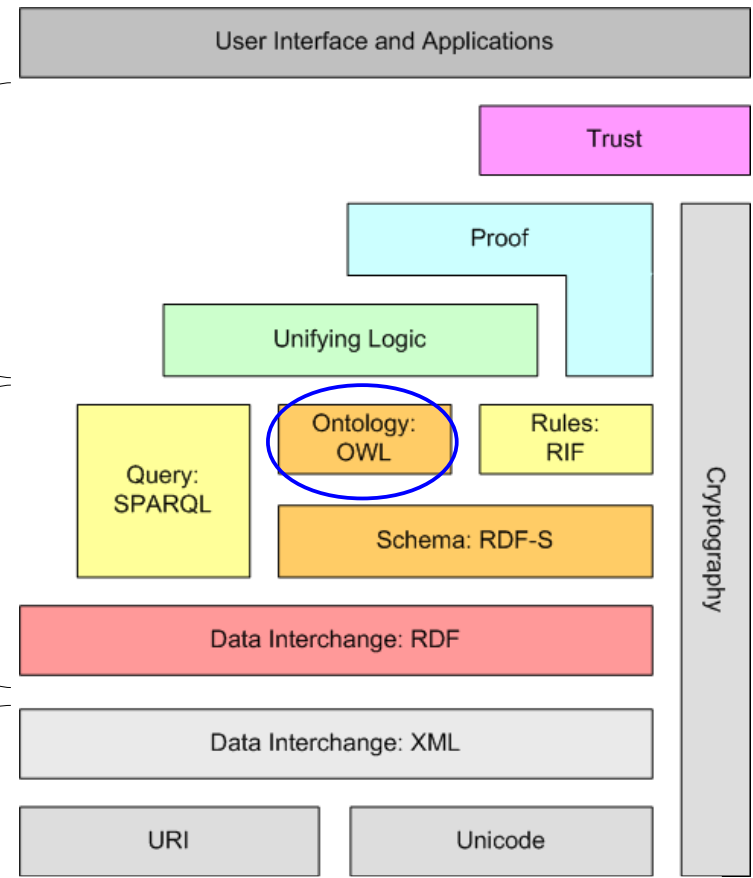 User Interface and Applications
Trust
Proof
Unifying Logic
Ontology:
OWL
Rules:
RIF
Query:
SPARQL
Schema: RDF-S
Cryptography
Data Interchange: RDF
Data Interchange: XML
URI
Unicode